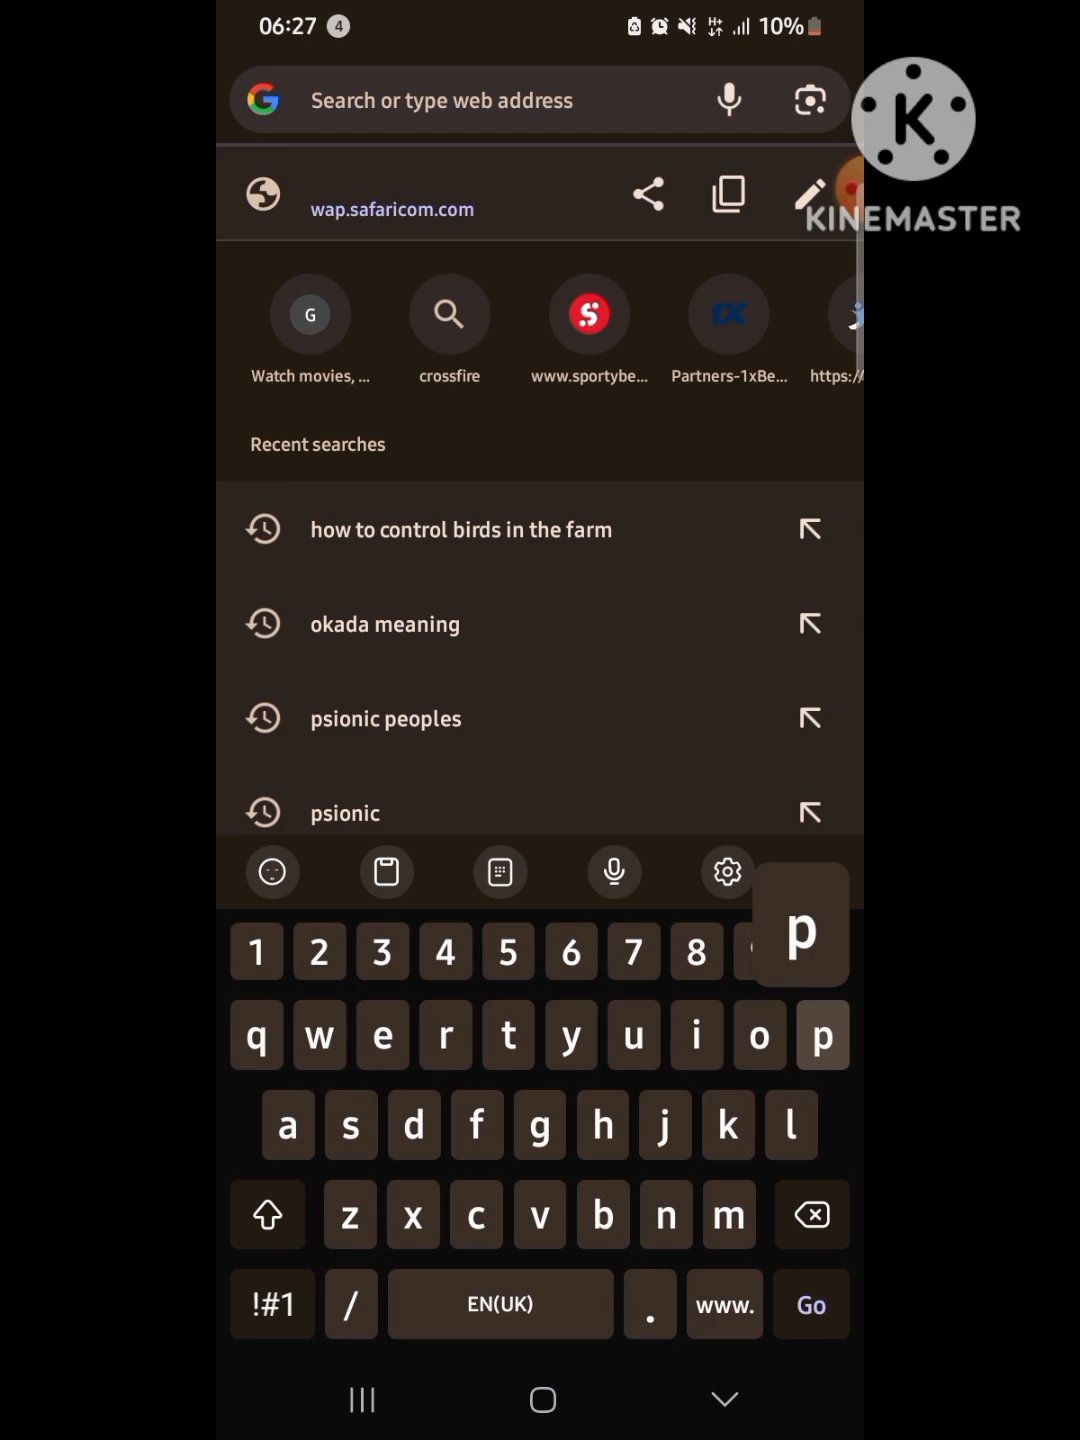 06:27 4 10%
Search or type web address
K
KINEMASTER
wap.safaricom.com
G S 1X
Watch movies, ... crossfire www.sportybe... Partners-1xBe... https://
Recent searches
how to control birds in the farm
okada meaning
psionic peoples
psionic
p
1 2 3 4 5 6 7 8
q w e r t y u i o p
a s d f g h j k l
z x c v b n m
!#1 / EN(UK) . www. Go